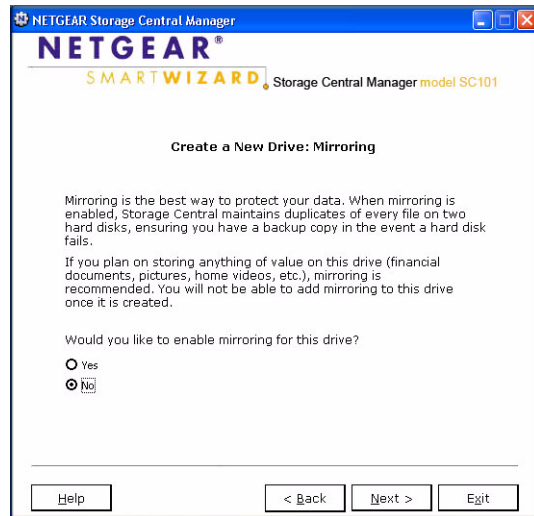 NETGEAR Storage Central Manager
NETGEAR®
SMARTWIZARD Storage Central Manager model SC101
Create a New Drive: Mirroring
Mirroring is the best way to protect your data. When mirroring is
enabled, Storage Central maintains duplicates of every file on two
hard disks, ensuring you have a backup copy in the event a hard disk
fails.
If you plan on storing anything of value on this drive (financial
documents, pictures, home videos, etc.), mirroring is
recommended. You will not be able to add mirroring to this drive
once it is created.
Would you like to enable mirroring for this drive?
Yes
No
Help < Back Next > Exit